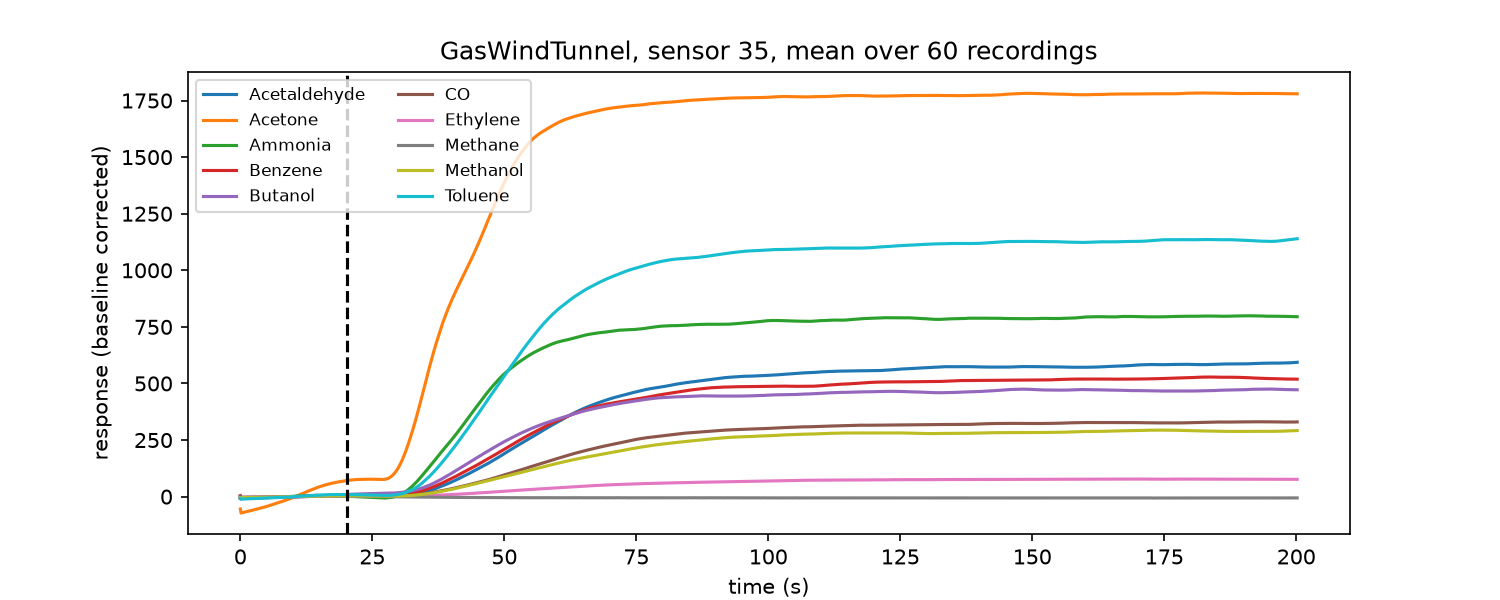 GasWindTunnel, sensor 35, mean over 60 recordings
Acetaldehyde
Acetone
Ammonia
Benzene
Butanol
CO
Ethylene
Methane
Methanol
Toluene
response (baseline corrected)
1750
1500
1250
1000
750
500
250
0
0 25 50 75 100 125 150 175 200
time (s)